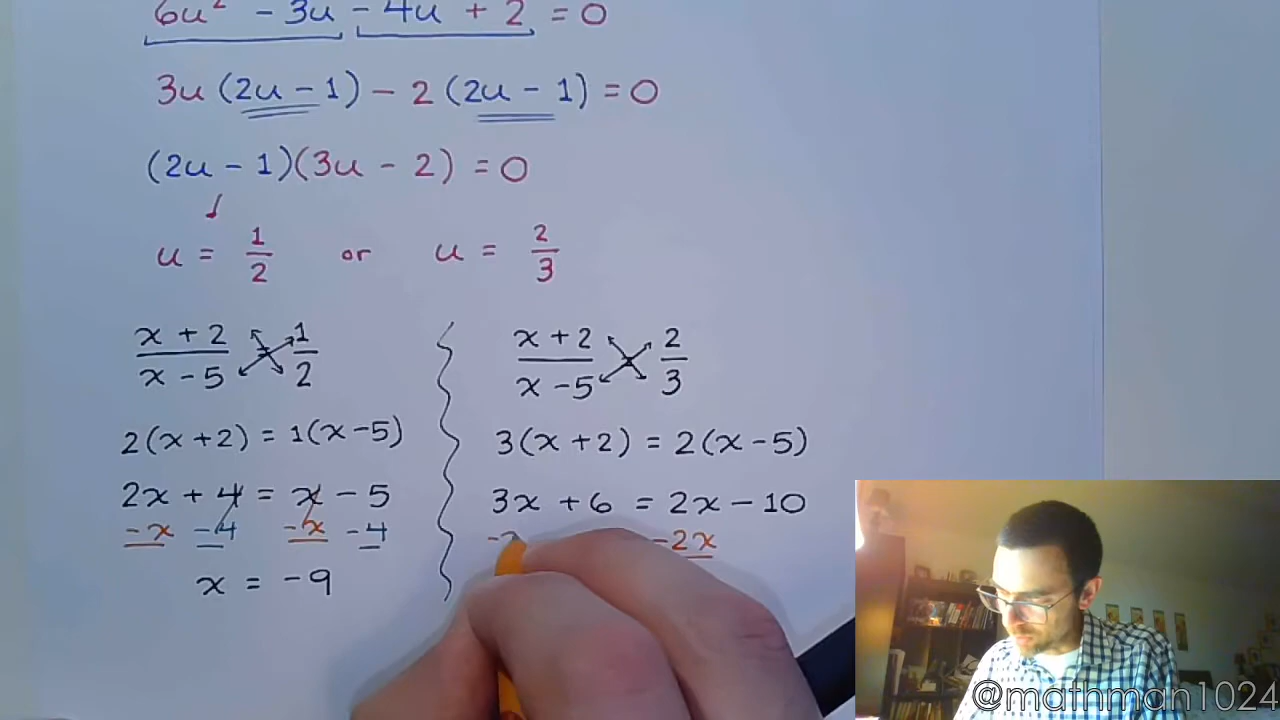 6u² - 3u - 4u + 2 = 0
3u (2u - 1) - 2 (2u - 1) = 0
(2u - 1)(3u - 2) = 0
u = 1/2 or u = 2/3
x + 2 / x - 5 1/2
2(x + 2) = 1(x - 5)
2x + 4 = x - 5
-x -4 -x -4
x = -9
x + 2 / x - 5 2/3
3(x + 2) = 2(x - 5)
3x + 6 = 2x - 10
-2x
@mathman1024